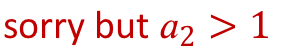 sorry but a₂ > 1